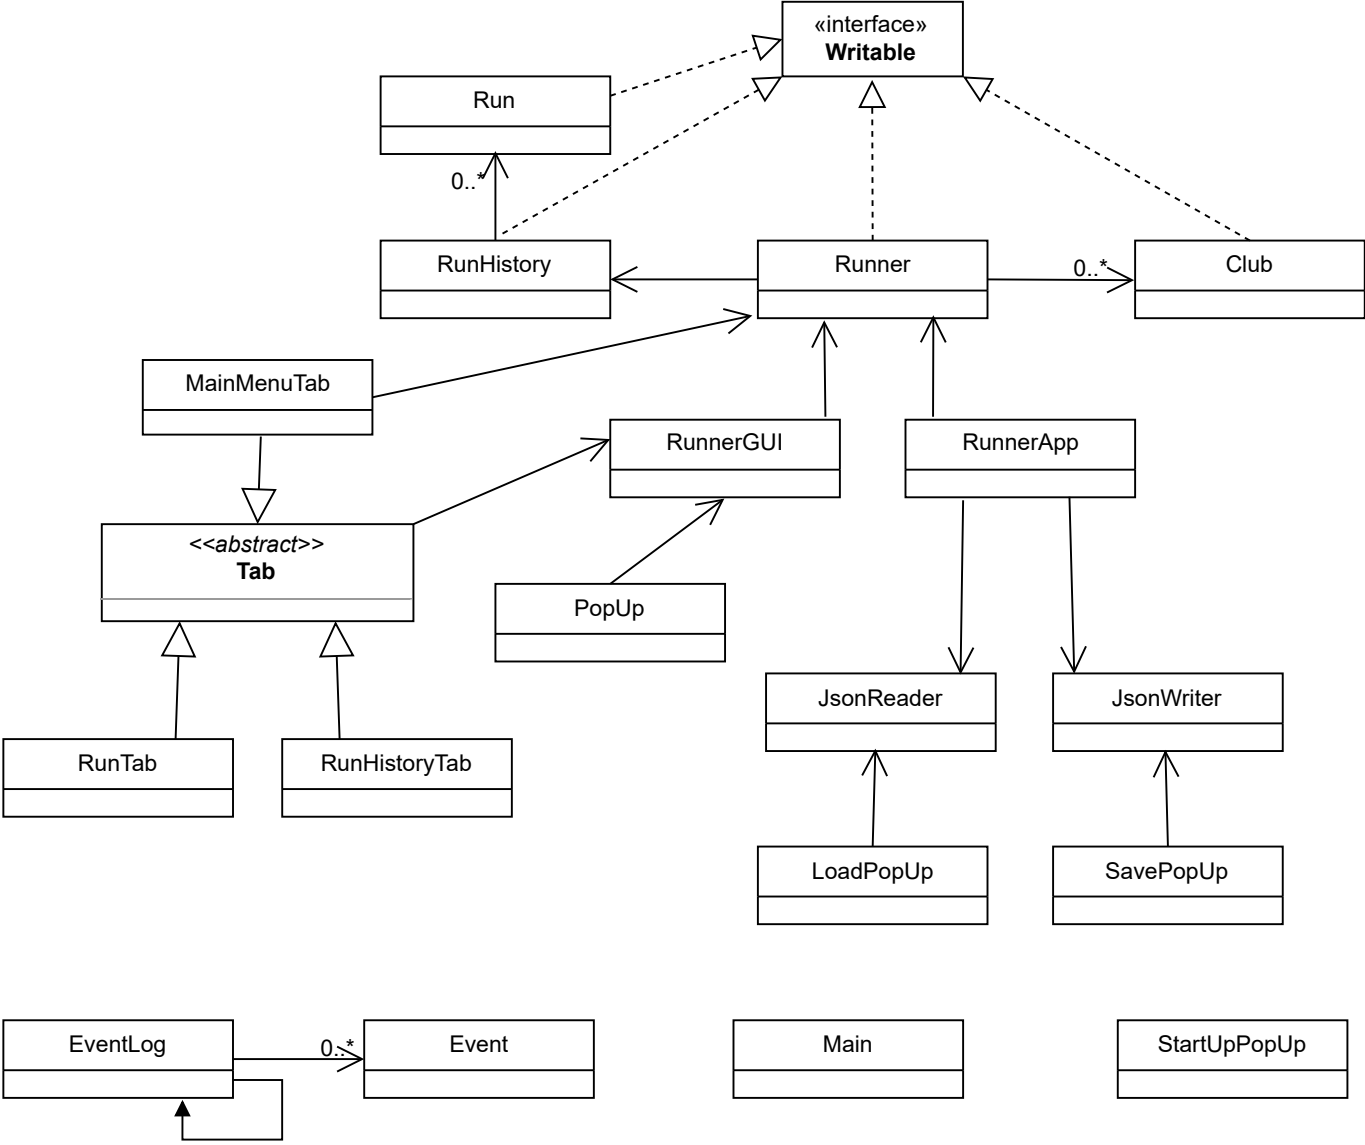 «interface»
Writable
Run
0..*
RunHistory
Runner
0..*
Club
MainMenuTab
RunnerGUI
RunnerApp
<<abstract>>
Tab
PopUp
JsonReader
JsonWriter
RunTab
RunHistoryTab
LoadPopUp
SavePopUp
EventLog
0..*
Event
Main
StartUpPopUp